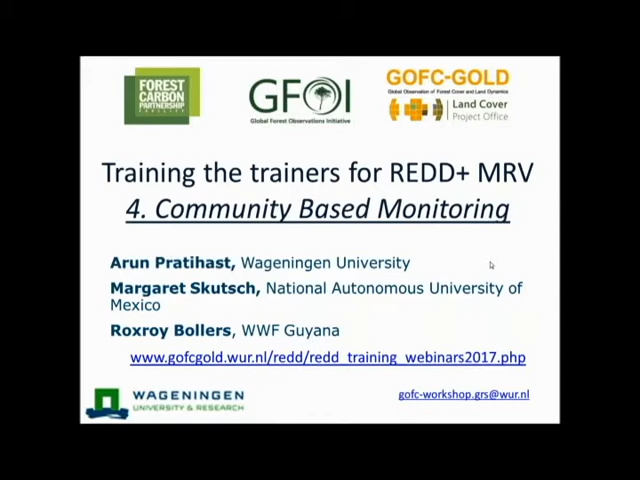 FOREST
CARBON
PARTNERSHIP
FACILITY
GFOI
Global Forest Observations Initiative
GOFC-GOLD
Global Observation of Forest Cover and Land Dynamics
Land Cover
Project Office
Training the trainers for REDD+ MRV
4. Community Based Monitoring
Arun Pratihast, Wageningen University
Margaret Skutsch, National Autonomous University of
Mexico
Roxroy Bollers, WWF Guyana
www.gofcgold.wur.nl/redd/redd_training_webinars2017.php
WAGENINGEN
UNIVERSITY & RESEARCH
gofc-workshop.grs@wur.nl